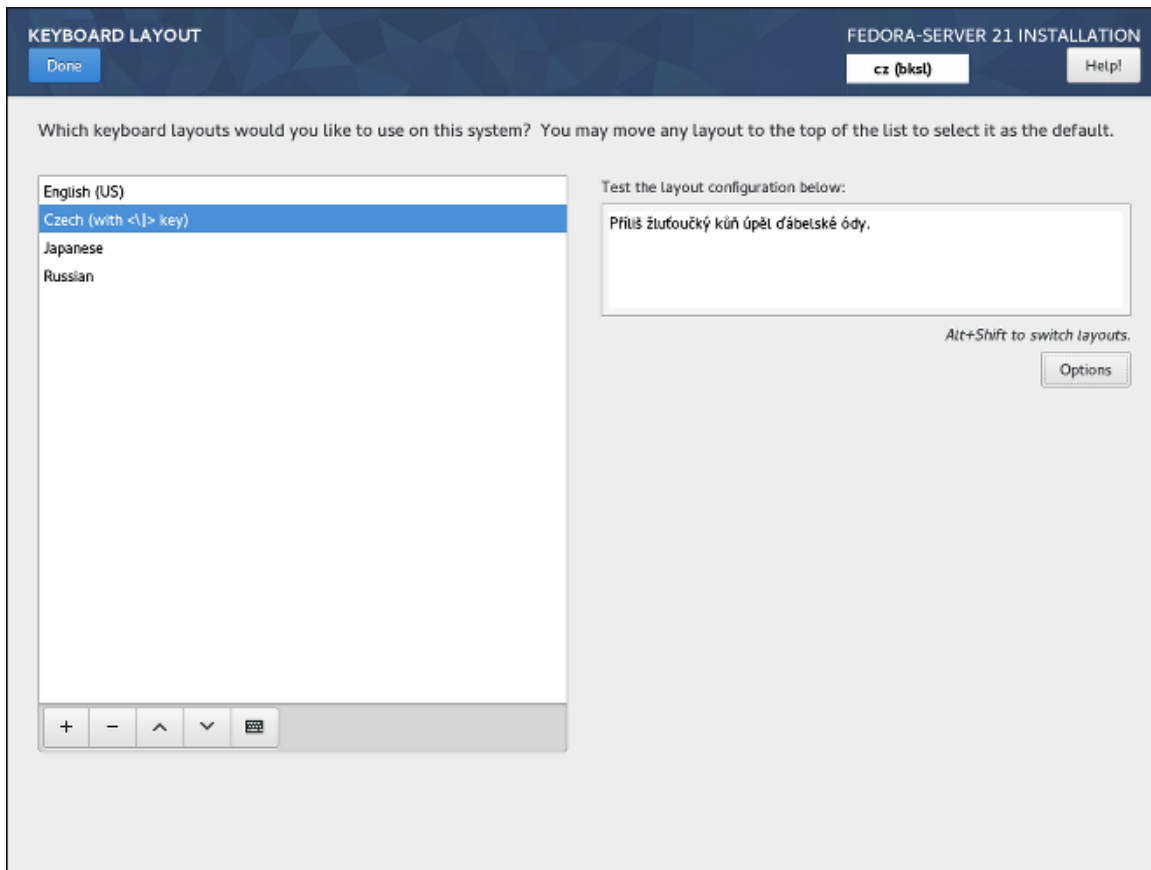 KEYBOARD LAYOUT
FEDORA-SERVER 21 INSTALLATION
Done
cz (bksl)
Help!
Which keyboard layouts would you like to use on this system? You may move any layout to the top of the list to select it as the default.
English (US)
Czech (with <\|> key)
Japanese
Russian
Test the layout configuration below:
Příliš žluťoučký kůň úpěl ďábelské ódy.
Alt+Shift to switch layouts.
Options